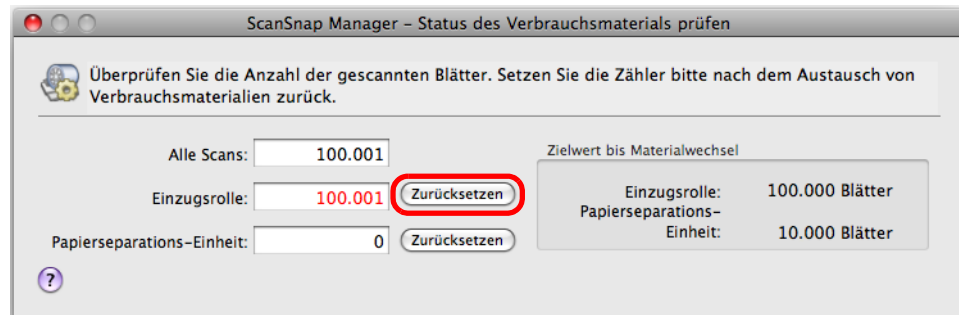 ScanSnap Manager – Status des Verbrauchsmaterials prüfen
Überprüfen Sie die Anzahl der gescannten Blätter. Setzen Sie die Zähler bitte nach dem Austausch von
Verbrauchsmaterialien zurück.
Alle Scans: 100.001
Einzugsrolle: 100.001 Zurücksetzen
Papierseparations-Einheit: 0 Zurücksetzen
?
Zielwert bis Materialwechsel
Einzugsrolle: 100.000 Blätter
Papierseparations-
Einheit: 10.000 Blätter